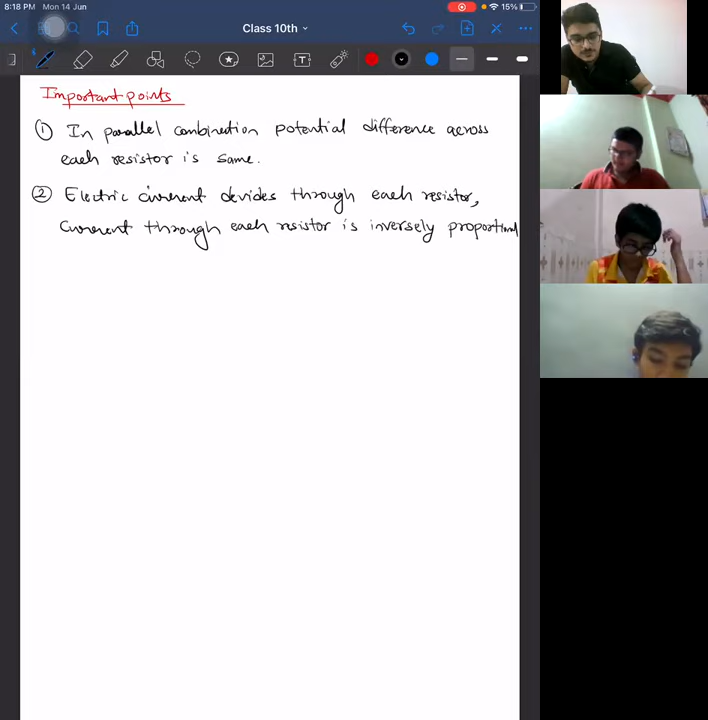 8:18 PM Mon 14 Jun
15%
Class 10th
T
Important points
① In parallel combination potential difference across
each resistor is same.
② Electric current devides through each resistor,
current through each resistor is inversely proportional